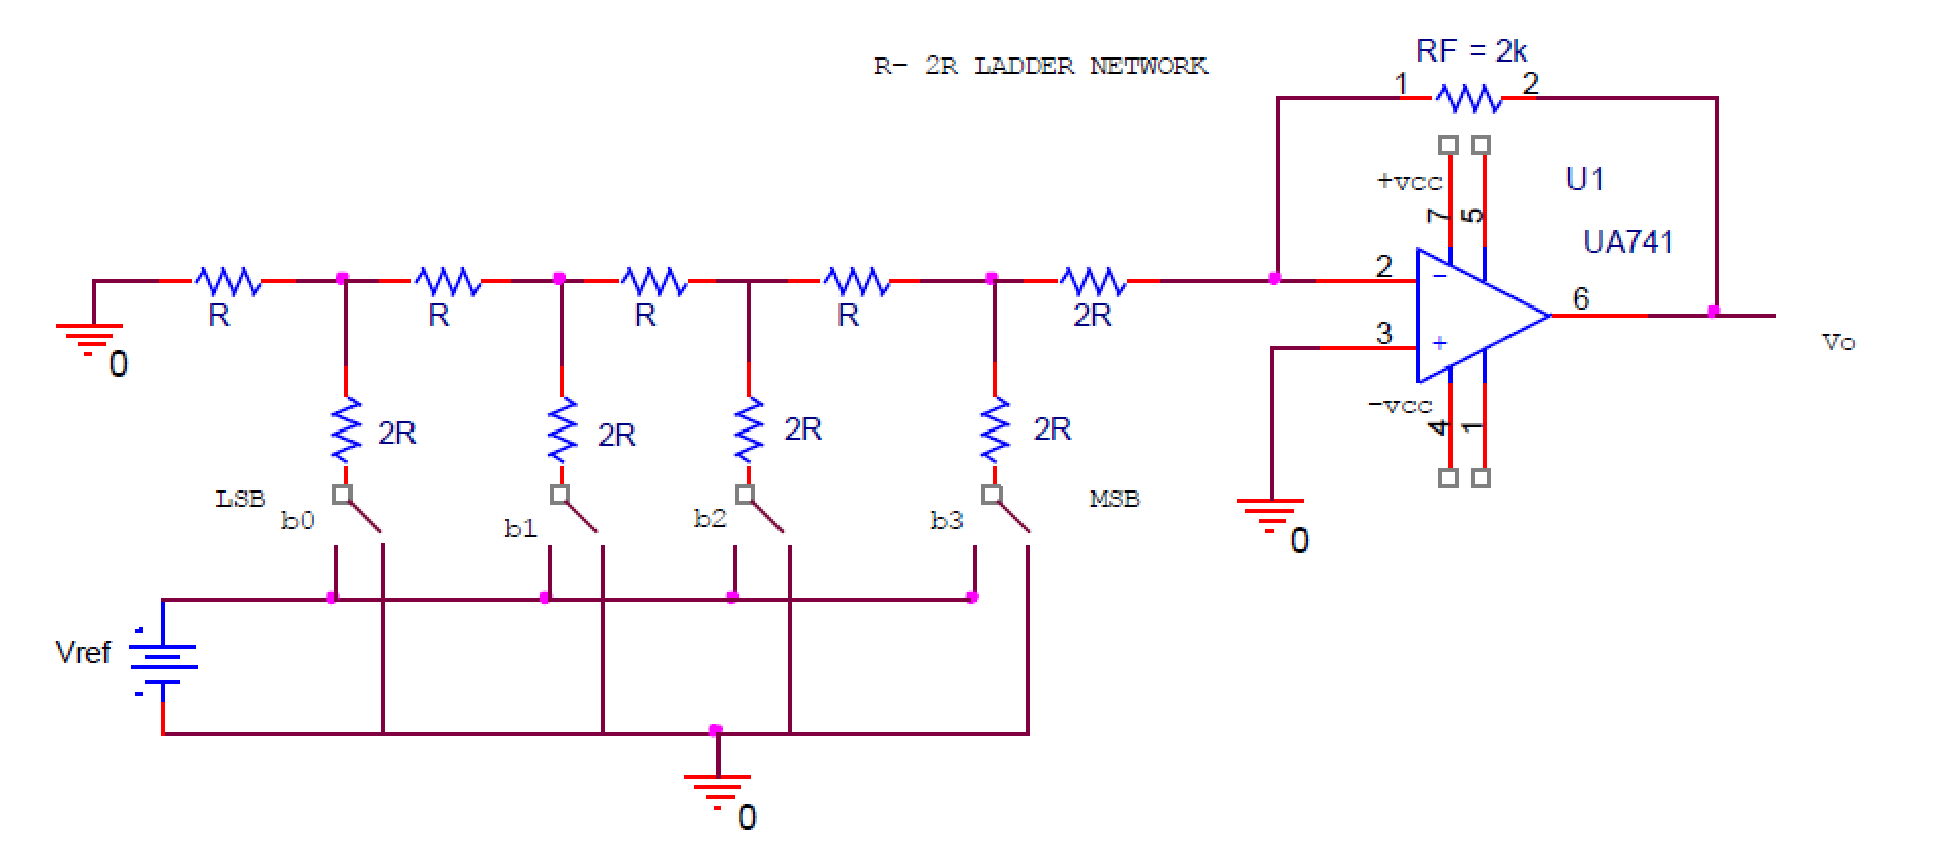 R- 2R LADDER NETWORK
RF = 2k
1
2
+vcc
7
5
U1
UA741
2
−
6
3
+
Vo
-vcc
4
1
0
R
R
R
R
2R
0
2R
2R
2R
2R
LSB
b0
b1
b2
b3
MSB
Vref
0